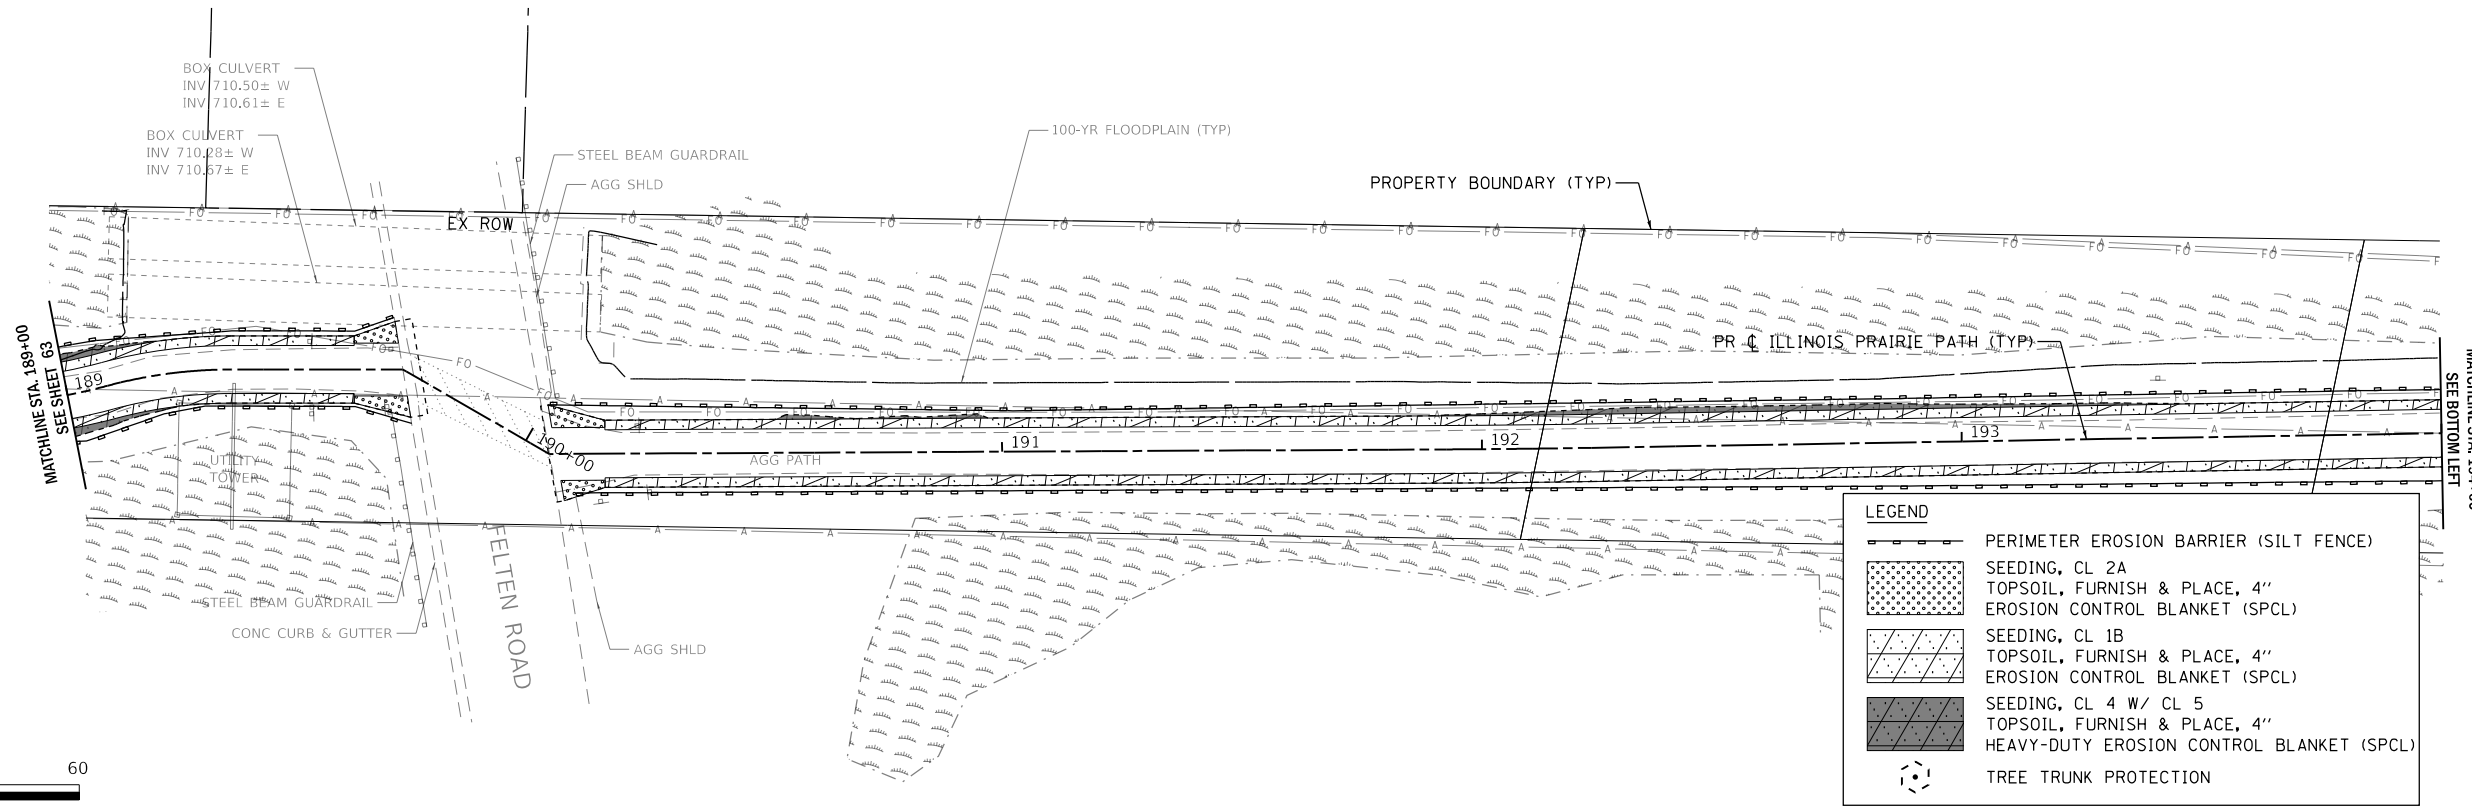 BOX CULVERT
INV 710.50± W
INV 710.61± E
BOX CULVERT
INV 710.28± W
INV 710.67± E
STEEL BEAM GUARDRAIL
AGG SHLD
100-YR FLOODPLAIN (TYP)
PROPERTY BOUNDARY (TYP)
EX ROW
MATCHLINE STA. 189+00
SEE SHEET 63
189
PR ℄ ILLINOIS PRAIRIE PATH (TYP)
190+00
191
192
193
AGG PATH
UTILITY
TOWER
SEE BOTTOM LEFT
STEEL BEAM GUARDRAIL
CONC CURB & GUTTER
FELTEN ROAD
AGG SHLD
60
LEGEND
PERIMETER EROSION BARRIER (SILT FENCE)
SEEDING, CL 2A
TOPSOIL, FURNISH & PLACE, 4''
EROSION CONTROL BLANKET (SPCL)
SEEDING, CL 1B
TOPSOIL, FURNISH & PLACE, 4''
EROSION CONTROL BLANKET (SPCL)
SEEDING, CL 4 W/ CL 5
TOPSOIL, FURNISH & PLACE, 4''
HEAVY-DUTY EROSION CONTROL BLANKET (SPCL)
TREE TRUNK PROTECTION